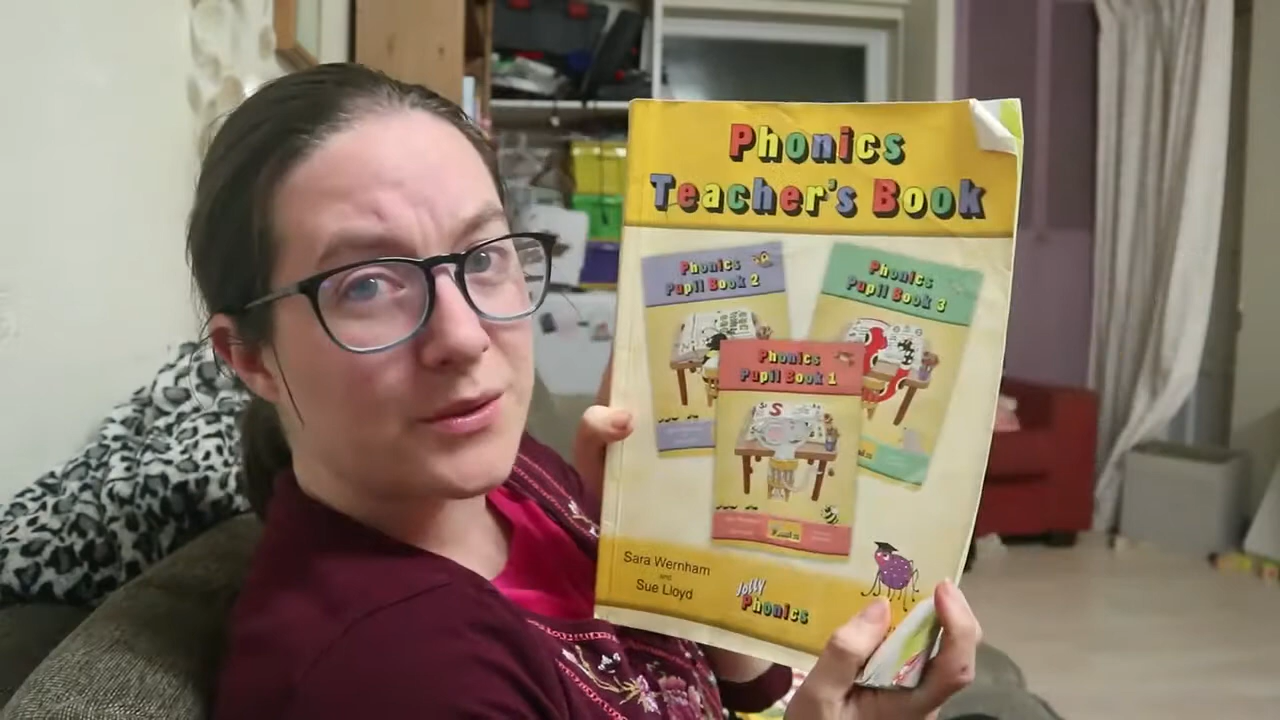 Phonics
Teacher's Book
Phonics
Pupil Book 2
Phonics
Pupil Book 3
Phonics
Pupil Book 1
Sara Wernham
and
Sue Lloyd
Jolly
Phonics